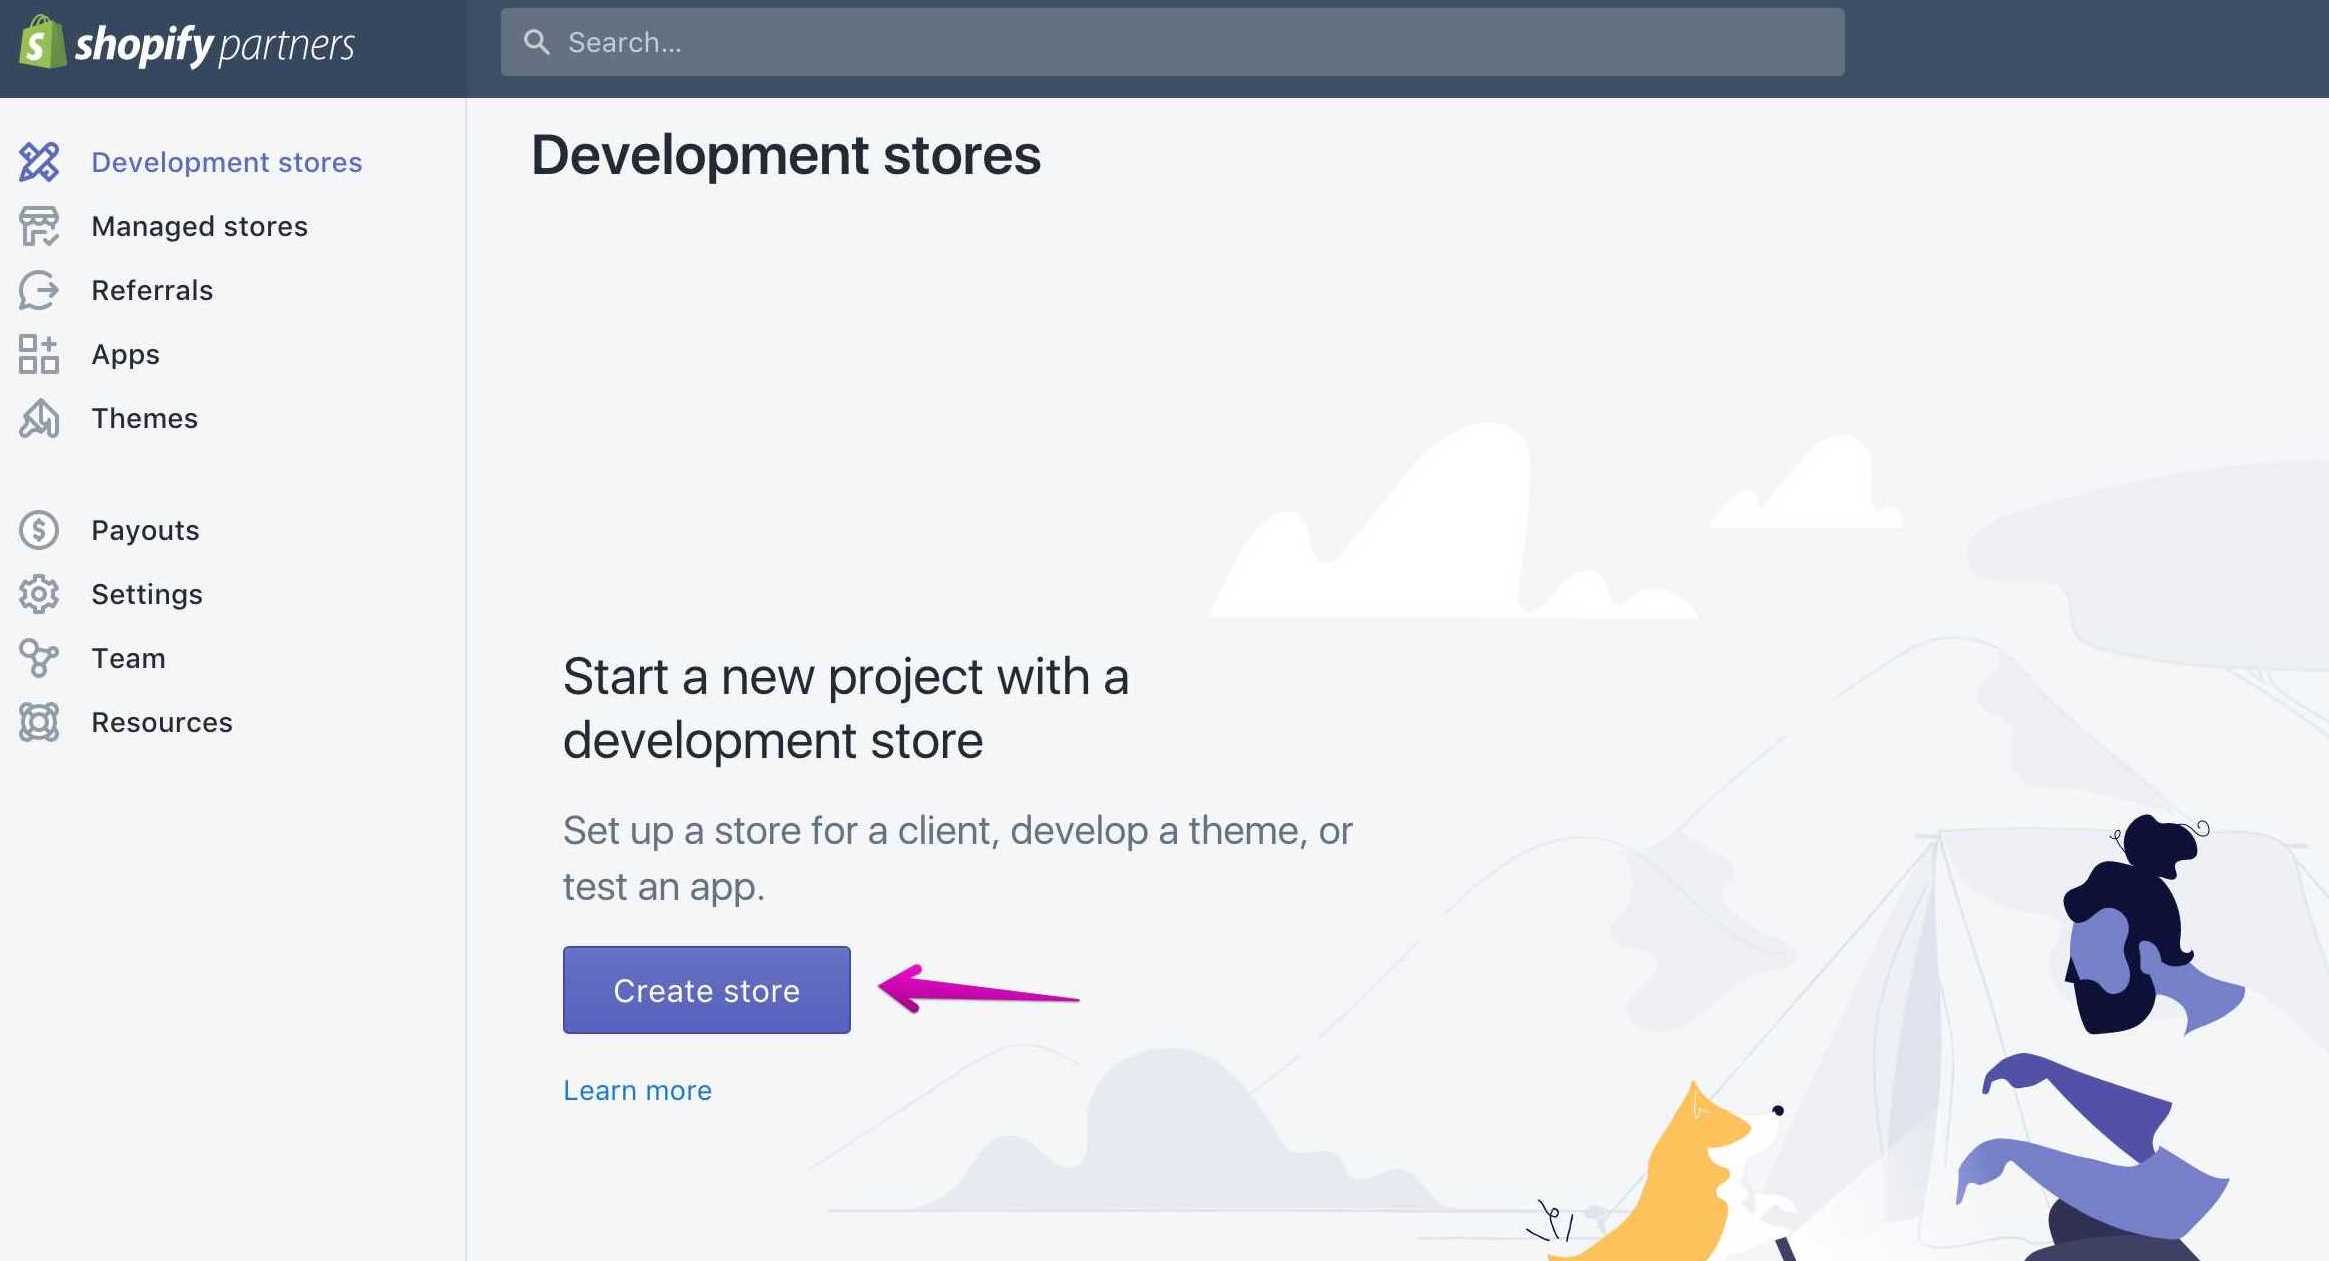 shopify partners
Search...
Development stores
Managed stores
Referrals
Apps
Themes
Payouts
Settings
Team
Resources
Development stores
Start a new project with a
development store
Set up a store for a client, develop a theme, or
test an app.
Create store
Learn more